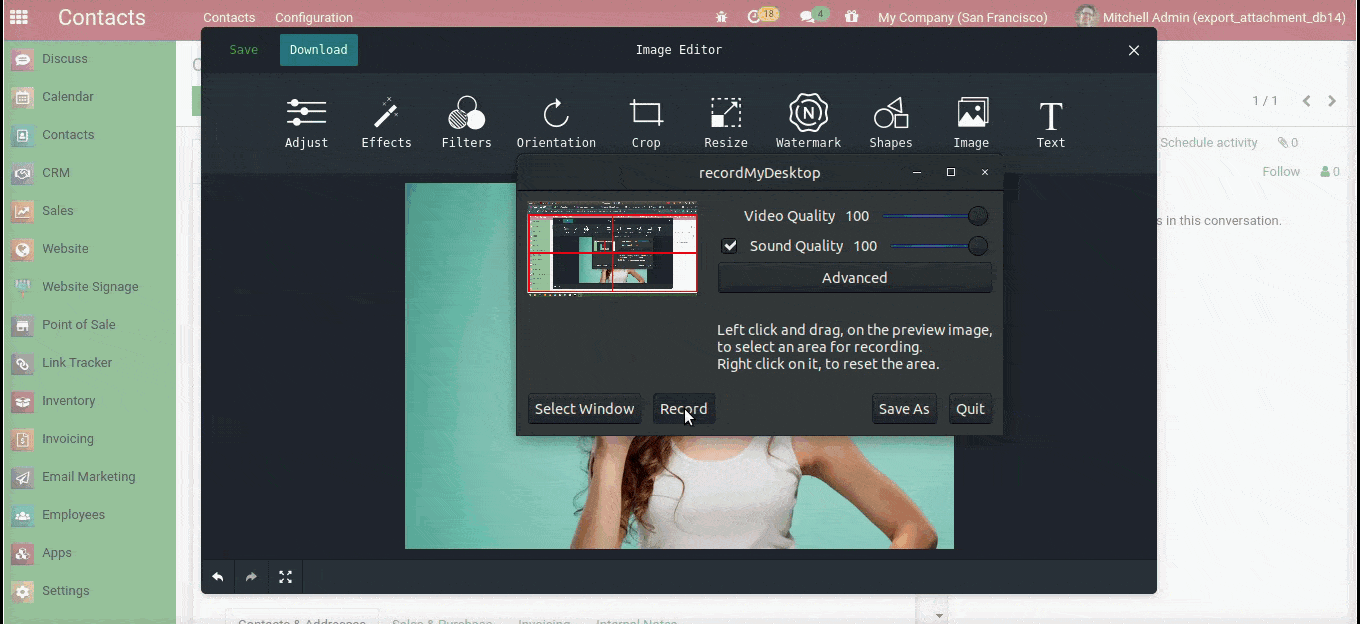 Contacts
Contacts
Configuration
18
4
My Company (San Francisco)
Mitchell Admin (export_attachment_db14)
Discuss
Calendar
Contacts
CRM
Sales
Website
Website Signage
Point of Sale
Link Tracker
Inventory
Invoicing
Email Marketing
Employees
Apps
Settings
Save
Download
Image Editor
Adjust
Effects
Filters
Orientation
Crop
Resize
N
Watermark
Shapes
Image
Text
1 / 1
Schedule activity
0
Follow
0
s in this conversation.
recordMyDesktop
Video Quality 100
Sound Quality 100
Advanced
Left click and drag, on the preview image,
to select an area for recording.
Right click on it, to reset the area.
Select Window
Record
Save As
Quit
Contacts & Addresses
Sales & Purchase
Invoicing
Internal Notes